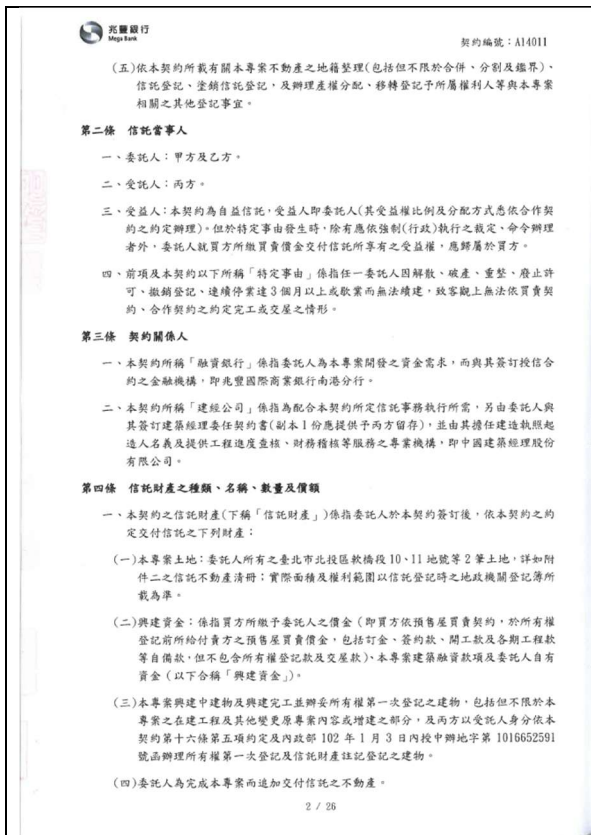 兆豐銀行
Mega Bank
契約編號：A14011
(五)依本契約所載有關本專案不動產之地籍整理(包括但不限於合併、分割及鑑界)、
信託登記、塗銷信託登記，及辦理產權分配、移轉登記予所屬權利人等與本專案
相關之其他登記事宜。
第二條　信託當事人
一、委託人：甲方及乙方。
二、受託人：丙方。
三、受益人：本契約為自益信託，受益人即委託人(其受益權比例及分配方式悉依合作契
約之約定辦理)。但於特定事由發生時，除有應依強制(行政)執行之裁定、命令辦理
者外，委託人就買方所繳買賣價金交付信託所享有之受益權，應歸屬於買方。
四、前項及本契約以下所稱「特定事由」係指任一委託人因解散、破產、重整、廢止許
可、撤銷登記、連續停業達3個月以上或歇業而無法續建，致客觀上無法依買賣契
約、合作契約之約定完工或交屋之情形。
第三條　契約關係人
一、本契約所稱「融資銀行」係指委託人為本專案開發之資金需求，而與其簽訂授信合
約之金融機構，即兆豐國際商業銀行南港分行。
二、本契約所稱「建經公司」係指為配合本契約所定信託事務執行所需，另由委託人與
其簽訂建築經理委任契約書(副本1份應提供予丙方留存)，並由其擔任建造執照起
造人名義及提供工程進度查核、財務稽核等服務之專業機構，即中國建築經理股份
有限公司。
第四條　信託財產之種類、名稱、數量及價額
一、本契約之信託財產(下稱「信託財產」)係指委託人於本契約簽訂後，依本契約之約
定交付信託之下列財產：
(一)本專案土地：委託人所有之臺北市北投區軟橋段10、11地號等2筆土地，詳如附
件二之信託不動產清冊；實際面積及權利範圍以信託登記時之地政機關登記簿所
載為準。
(二)興建資金：係指買方所繳予委託人之價金（即買方依預售屋買賣契約，於所有權
登記前所給付賣方之預售屋買賣價金，包括訂金、簽約款、開工款及各期工程款
等自備款，但不包含所有權登記款及交屋款)、本專案建築融資款項及委託人自有
資金（以下合稱「興建資金」)。
(三)本專案興建中建物及興建完工並辦妥所有權第一次登記之建物，包括但不限於本
專案之在建工程及其他變更原專案內容或增建之部分，及丙方以受託人身分依本
契約第十六條第五項約定及內政部102年1月3日內授中辦地字第1016652591
號函辦理所有權第一次登記及信託財產註記登記之建物。
(四)委託人為完成本專案而追加交付信託之不動產。
2 / 26